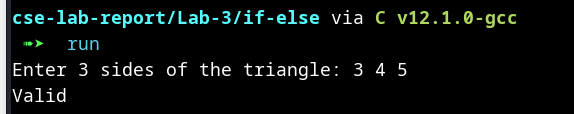 cse-lab-report/Lab-3/if-else via C v12.1.0-gcc
➠➤ run
Enter 3 sides of the triangle: 3 4 5
Valid